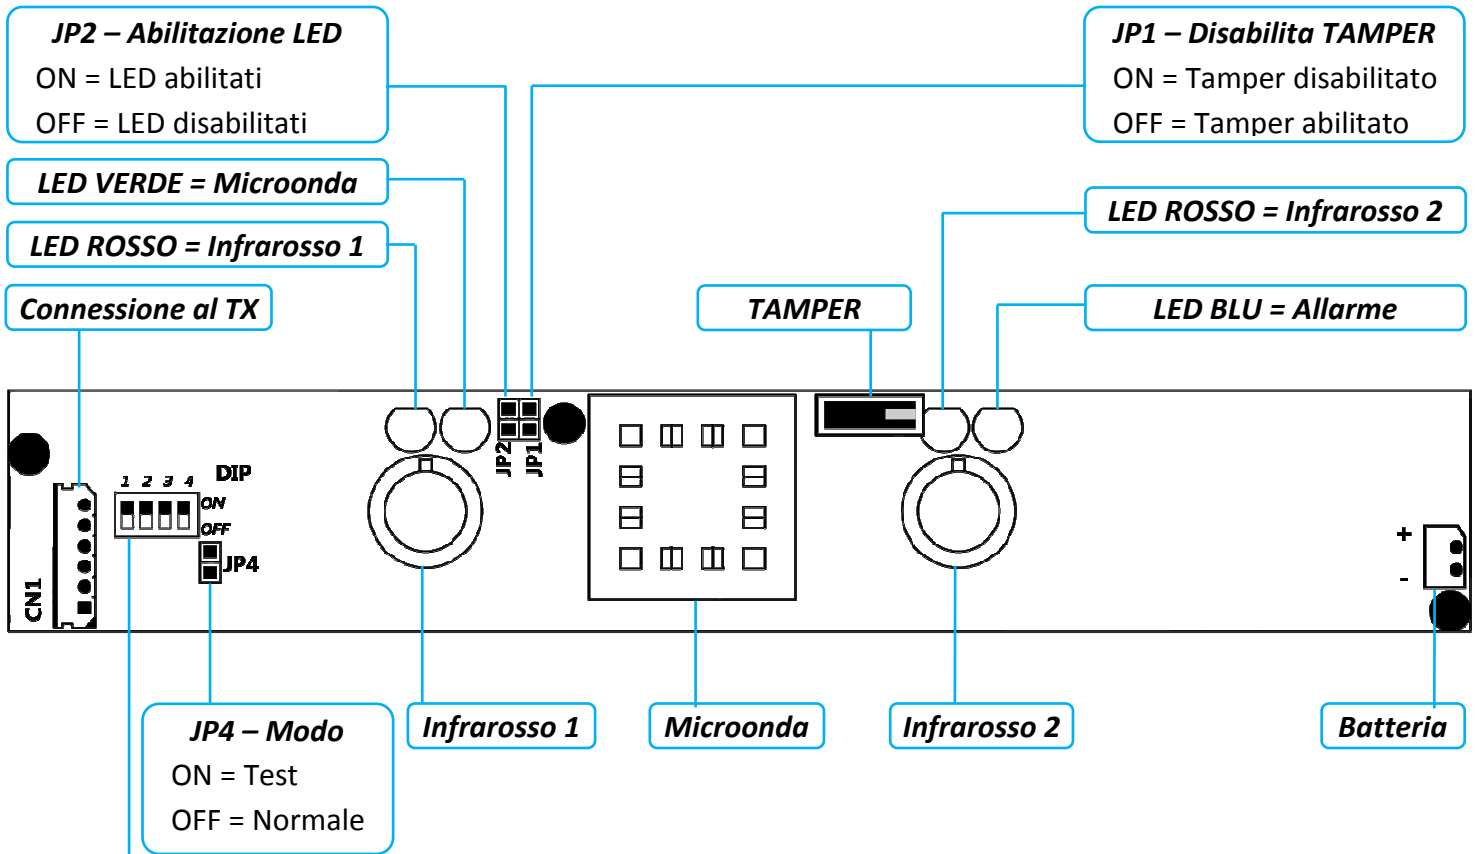 JP2 – Abilitazione LED
ON = LED abilitati
OFF = LED disabilitati
JP1 – Disabilita TAMPER
ON = Tamper disabilitato
OFF = Tamper abilitato
LED VERDE = Microonda
LED ROSSO = Infrarosso 2
LED ROSSO = Infrarosso 1
Connessione al TX
TAMPER
LED BLU = Allarme
JP2
JP1
DIP
1 2 3 4
ON
OFF
JP4
CN1
+
-
JP4 – Modo
ON = Test
OFF = Normale
Infrarosso 1
Microonda
Infrarosso 2
Batteria